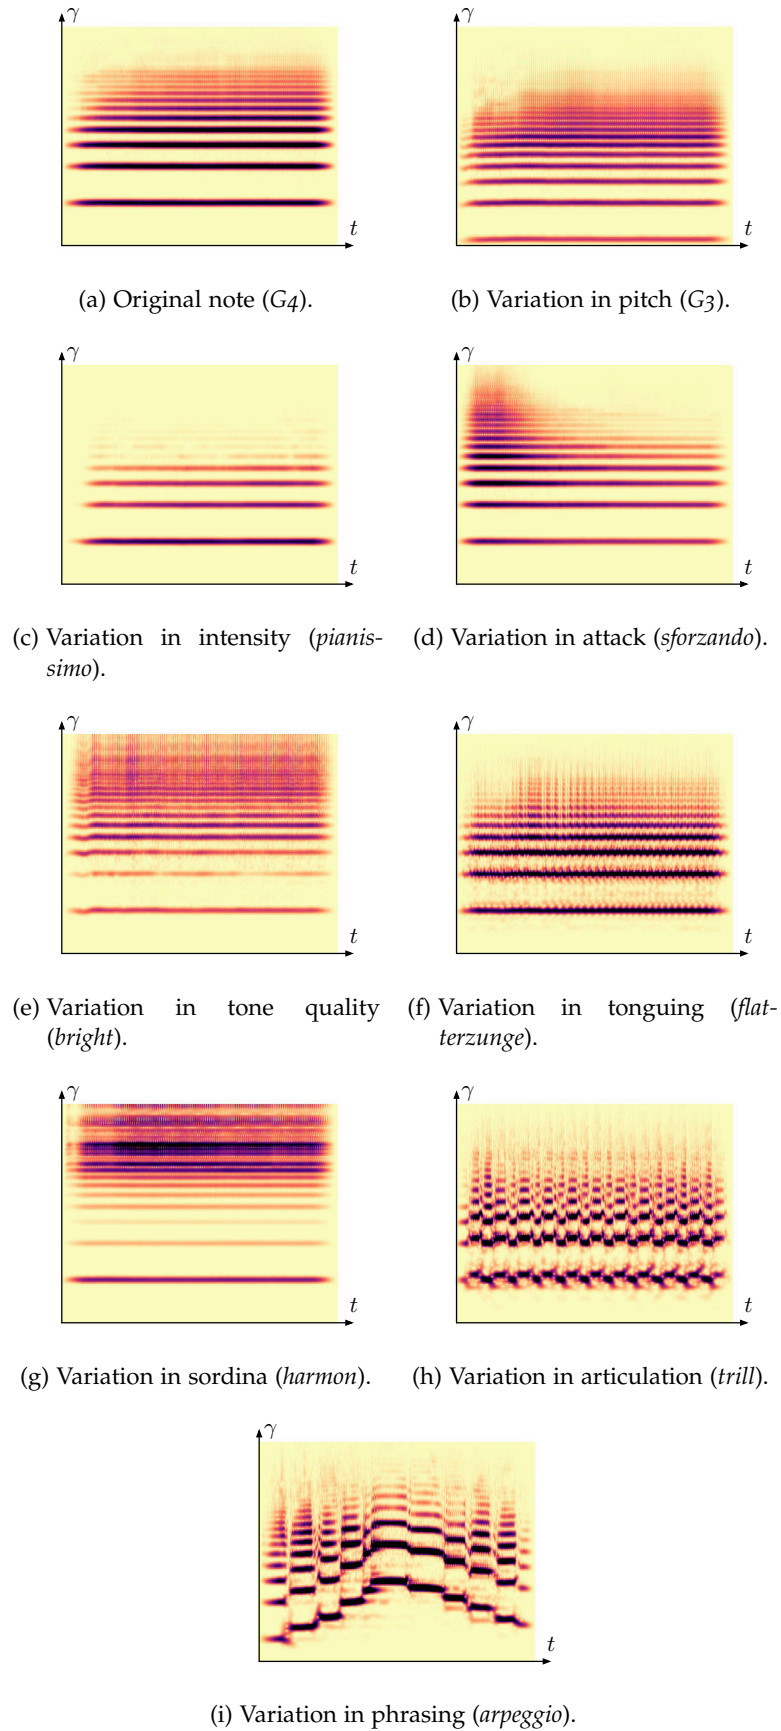 γ
γ
t
t
(a) Original note (G4).
(b) Variation in pitch (G3).
γ
γ
t
t
(c) Variation in intensity (pianis-
simo).
(d) Variation in attack (sforzando).
γ
γ
t
t
(e) Variation in tone quality
(bright).
(f) Variation in tonguing (flat-
terzunge).
γ
γ
t
t
(g) Variation in sordina (harmon).
(h) Variation in articulation (trill).
γ
t
(i) Variation in phrasing (arpeggio).